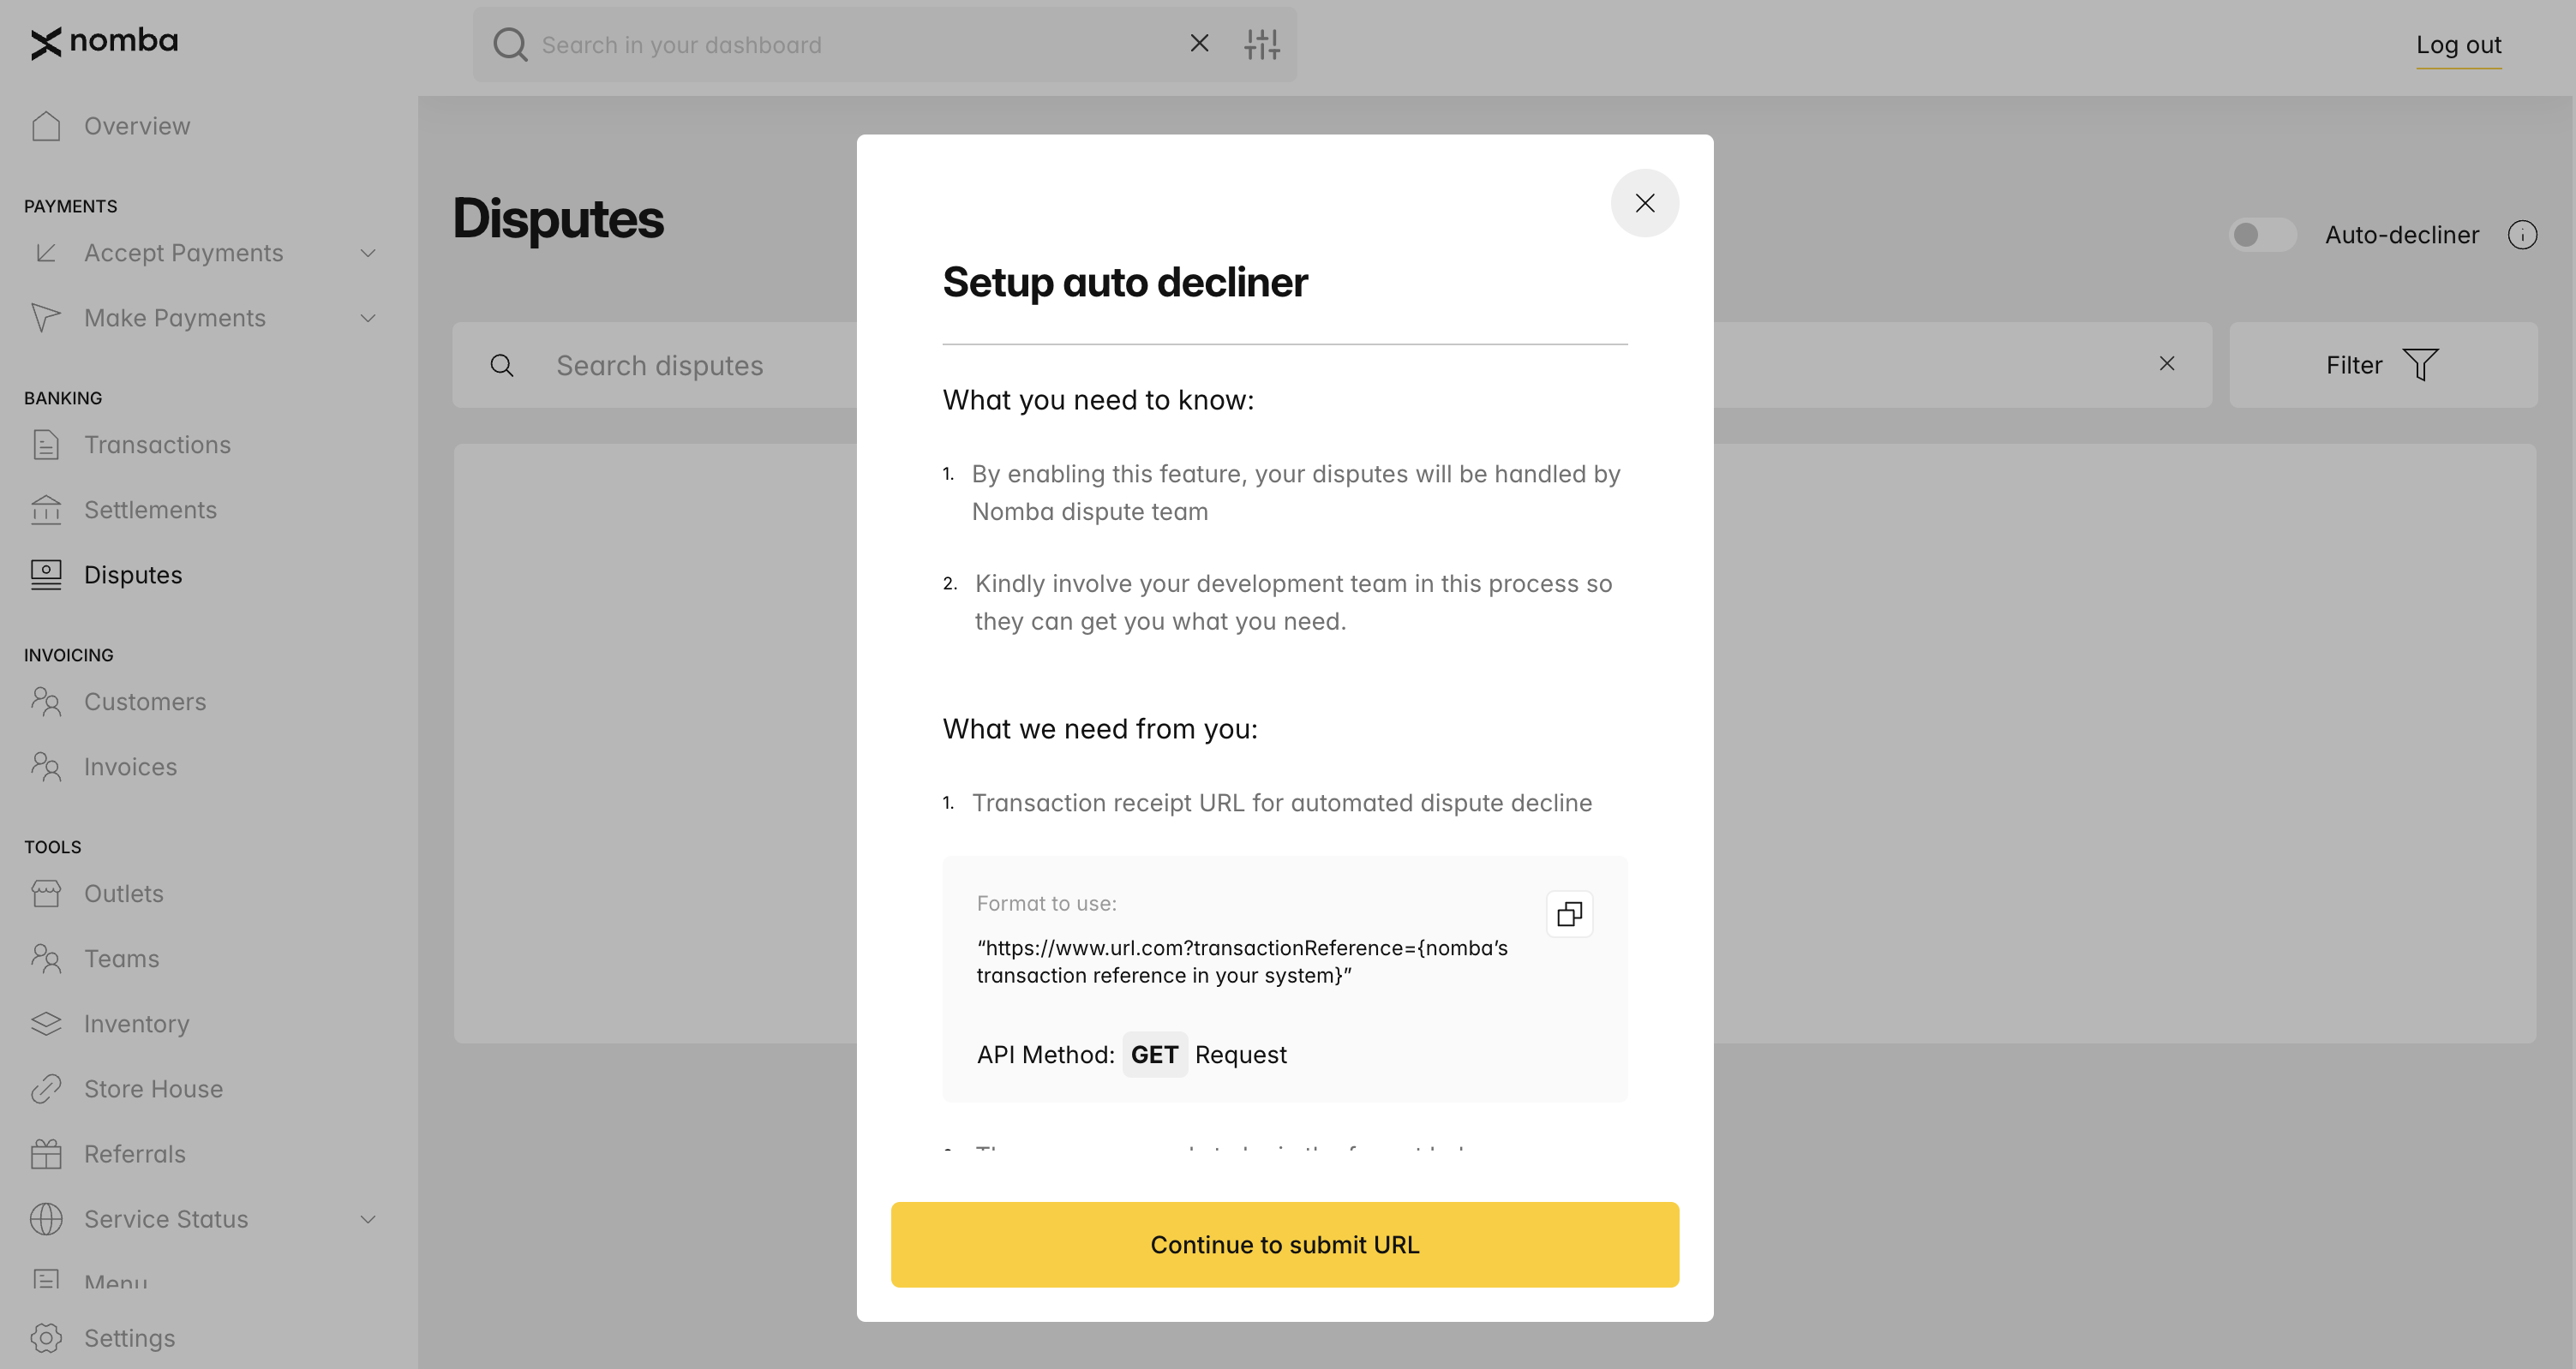 nomba
Search in your dashboard
Log out
Overview
PAYMENTS
Accept Payments
Make Payments
BANKING
Transactions
Settlements
Disputes
INVOICING
Customers
Invoices
TOOLS
Outlets
Teams
Inventory
Store House
Referrals
Service Status
Menu
Settings
Disputes
Auto-decliner
Search disputes
Filter
Setup auto decliner
What you need to know:
1. By enabling this feature, your disputes will be handled by
Nomba dispute team
2. Kindly involve your development team in this process so
they can get you what you need.
What we need from you:
1. Transaction receipt URL for automated dispute decline
Format to use:
“https://www.url.com?transactionReference={nomba’s
transaction reference in your system}”
API Method: GET Request
Continue to submit URL